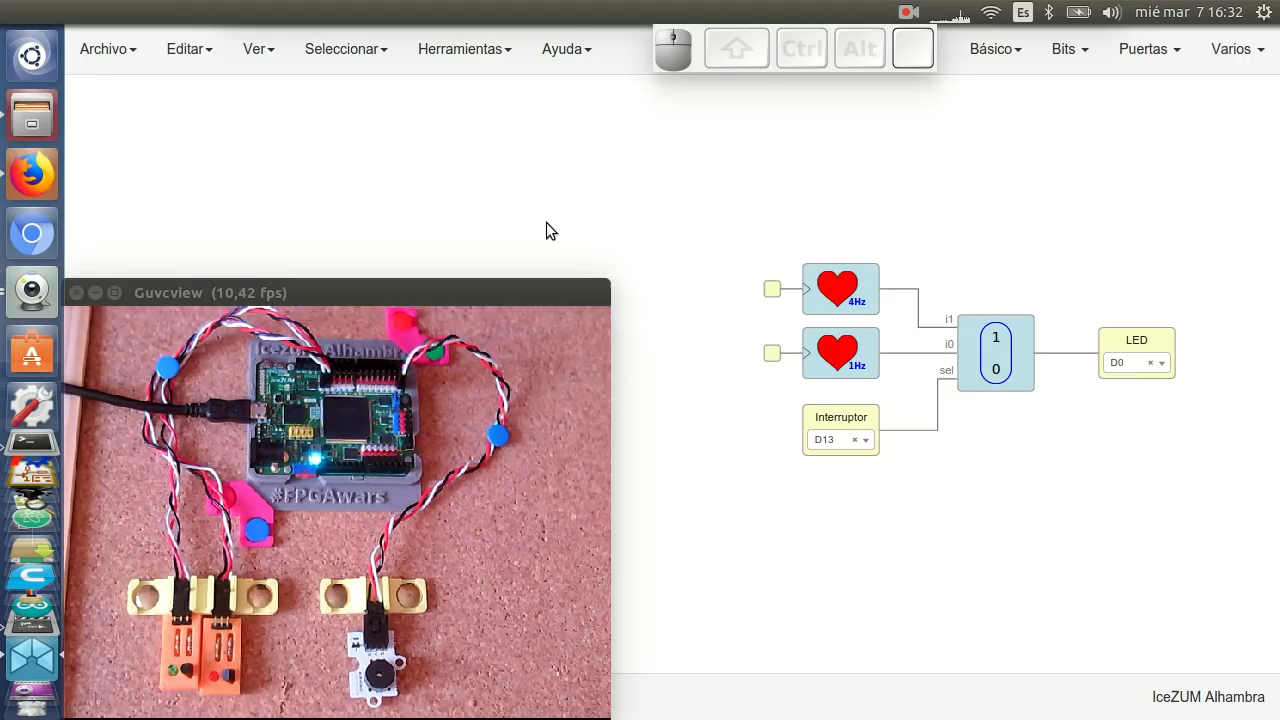 Es
mié mar 7 16:32
Archivo Editar Ver Seleccionar Herramientas Ayuda
Ctrl Alt
Básico Bits Puertas Varios
Guvcview (10,42 fps)
IceZUM Alhambra
#FPGAwars
4Hz
i1
1Hz
i0
sel
1
0
LED
D0
Interruptor
D13
IceZUM Alhambra